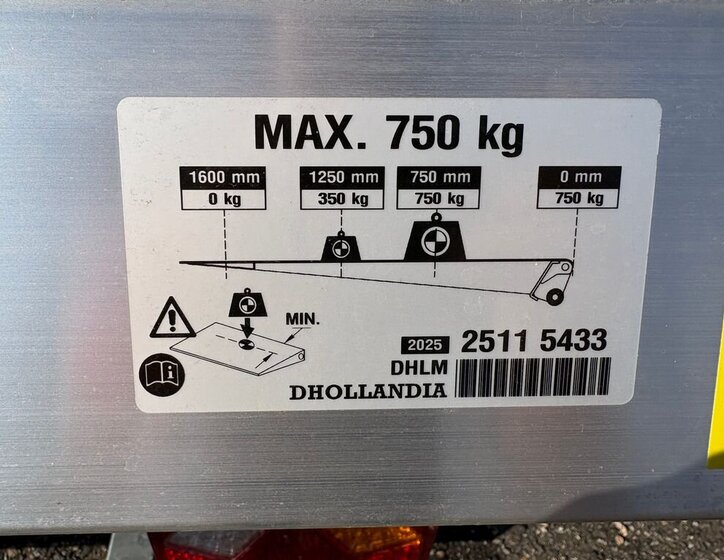 MAX. 750 kg
1600 mm 1250 mm 750 mm 0 mm
0 kg 350 kg 750 kg 750 kg
MIN.
2025 2511 5433
DHLM
DHOLLANDIA